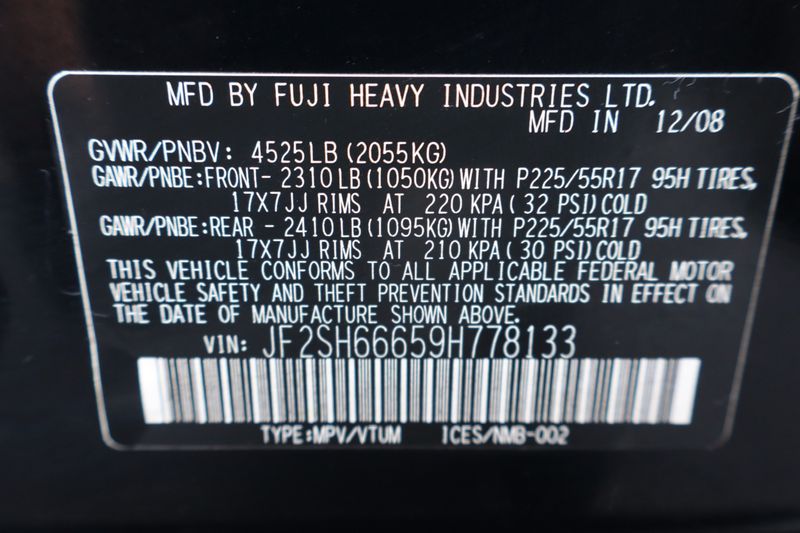 MFD BY FUJI HEAVY INDUSTRIES LTD.
MFD IN 12/08
GVWR/PNBV: 4525LB (2055KG)
GAWR/PNBE:FRONT- 2310LB (1050KG) WITH P225/55R17 95H TIRES,
17X7JJ RIMS AT 220 KPA ( 32 PSI) COLD
GAWR/PNBE:REAR - 2410LB (1095KG) WITH P225/55R17 95H TIRES,
17X7JJ RIMS AT 210 KPA ( 30 PSI) COLD
THIS VEHICLE CONFORMS TO ALL APPLICABLE FEDERAL MOTOR
VEHICLE SAFETY AND THEFT PREVENTION STANDARDS IN EFFECT ON
THE DATE OF MANUFACTURE SHOWN ABOVE.
VIN: JF2SH66659H778133
TYPE:MPV/VTUM ICES/NMB-002